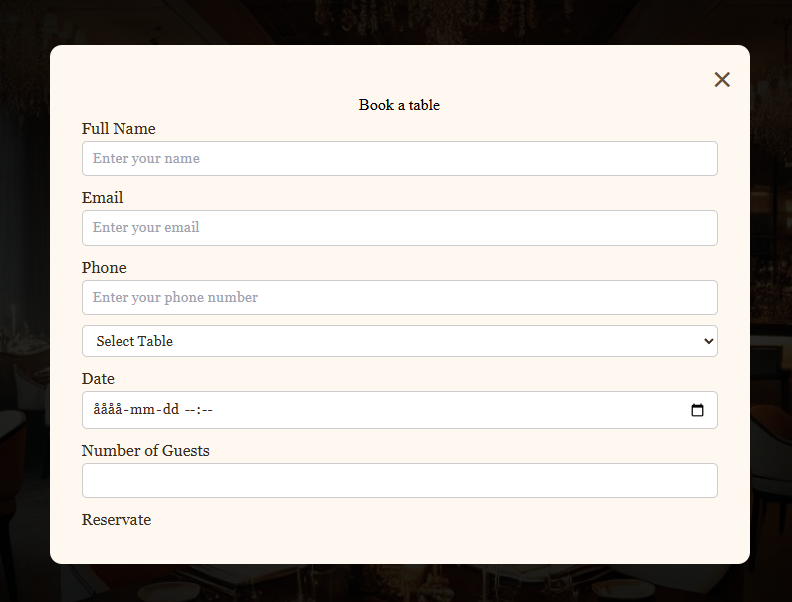 Book a table
Full Name
Enter your name
Email
Enter your email
Phone
Enter your phone number
Select Table
Date
åååå-mm-dd --:--
Number of Guests
Reservate